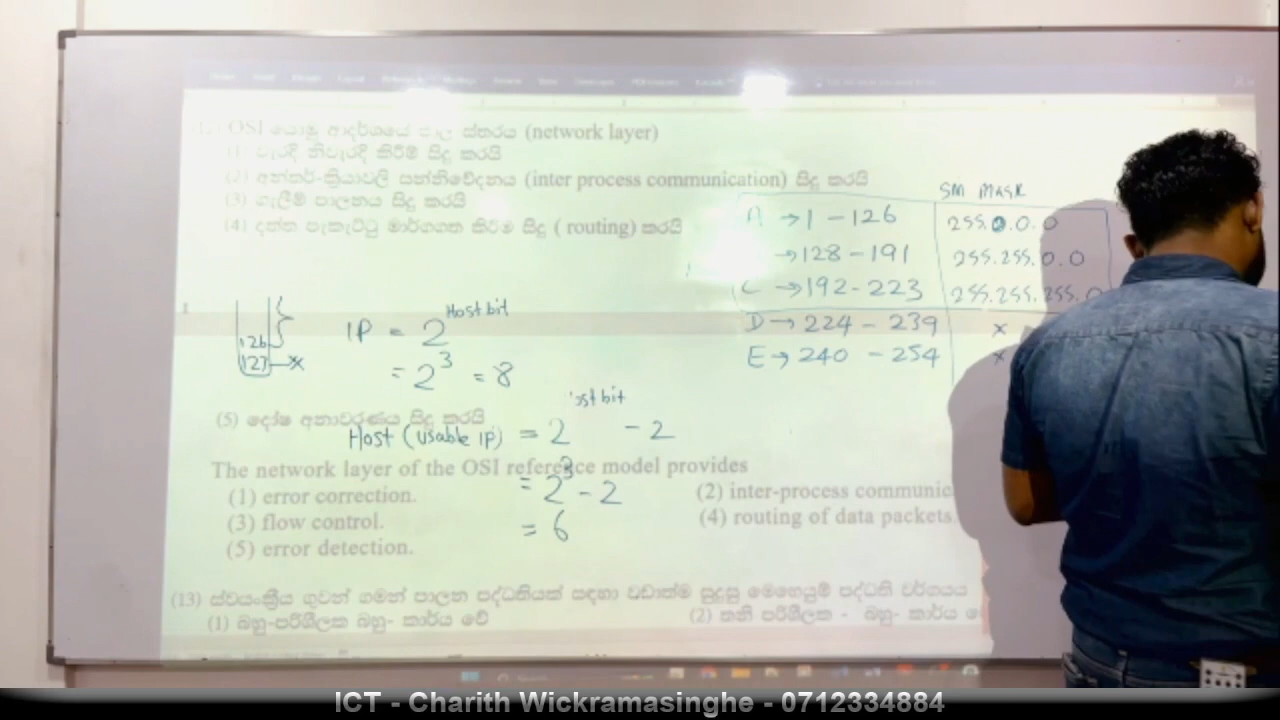 OSI යොමු ආදර්ශයේ ජාල ස්තරය (network layer)
(1) වැරදි නිවැරදි කිරීම සිදු කරයි
(2) අන්තර්-ක්‍රියාවලි සන්නිවේදනය (inter process communication) සිදු කරයි
(3) ගැලීම් පාලනය සිදු කරයි
(4) දත්ත පැකැට්ටු මාර්ගගත කිරීම සිදු ( routing) කරයි
SM MASK
A → 1 - 126 255.0.0.0
→ 128 - 191 255.255.0.0
C → 192 - 223 255.255.255.0
D → 224 - 239 x
E → 240 - 254 x
126
127 x
IP = 2 Host bit
= 2³ = 8
(5) දෝෂ අනාවරණය සිදු කරයි
Host (usable IP) = 2 ost bit - 2
= 2³ - 2
= 6
The network layer of the OSI reference model provides
(1) error correction.
(2) inter-process communic
(3) flow control.
(4) routing of data packets
(5) error detection.
(13) ස්වයංක්‍රීය ගුවන් ගමන් පාලන පද්ධතියක් සඳහා වඩාත්ම සුදුසු මෙහෙයුම් පද්ධති වර්ගය
(1) බහු-පරිශීලක බහු- කාර්ය වේ
(2) තනි පරිශීලක - බහු- කාර්ය
ICT - Charith Wickramasinghe - 0712334884